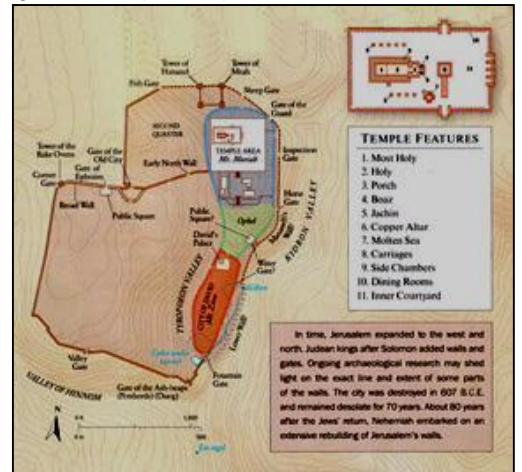 Tower of
Hananel
Tower of
Meah
Fish Gate
Sheep Gate
Gate of the
Guard
SECOND
QUARTER
TEMPLE AREA
Mt. Moriah
Tower of the
Bake Ovens
Gate of the
Old City
Early North Wall
Inspection
Gate
Corner
Gate
Gate of
Ephraim
Horse
Gate
Broad Wall
Public Square
Public
Square?
Ophel
KIDRON VALLEY
David's
Palace
Water
Gate?
TYROPOEON VALLEY
CITY OF DAVID
Mt. Zion
Lower Wall?
Valley
Gate
Fountain
Gate
VALLEY OF HINNOM
Gate of the Ash-heaps
(Potsherds) (Dung)
N
En-rogel
TEMPLE FEATURES
1. Most Holy
2. Holy
3. Porch
4. Boaz
5. Jachin
6. Copper Altar
7. Molten Sea
8. Carriages
9. Side Chambers
10. Dining Rooms
11. Inner Courtyard
In time, Jerusalem expanded to the west and
north. Judean kings after Solomon added walls and
gates. Ongoing archaeological research may shed
light on the exact line and extent of some parts
of the walls. The city was destroyed in 607 B.C.E.
and remained desolate for 70 years. About 80 years
after the Jews' return, Nehemiah embarked on an
extensive rebuilding of Jerusalem's walls.